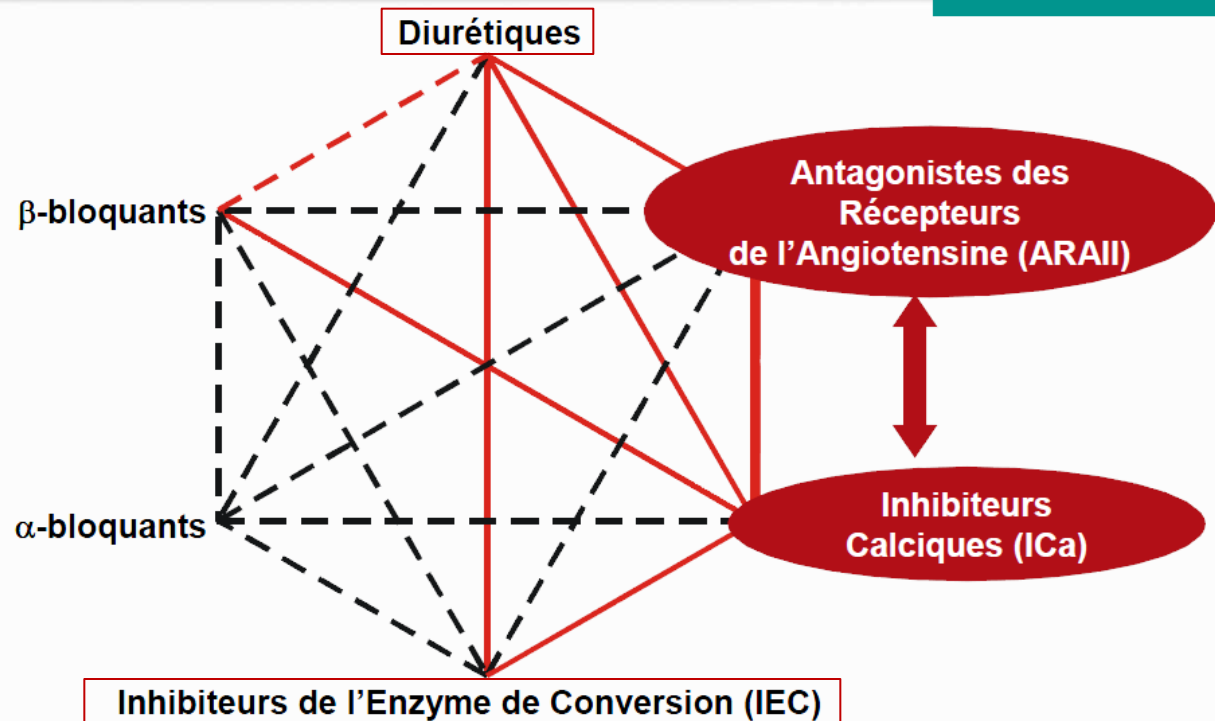 Diurétiques
Antagonistes des
Récepteurs
de l’Angiotensine (ARAII)
β-bloquants
Inhibiteurs
Calciques (ICa)
α-bloquants
Inhibiteurs de l’Enzyme de Conversion (IEC)